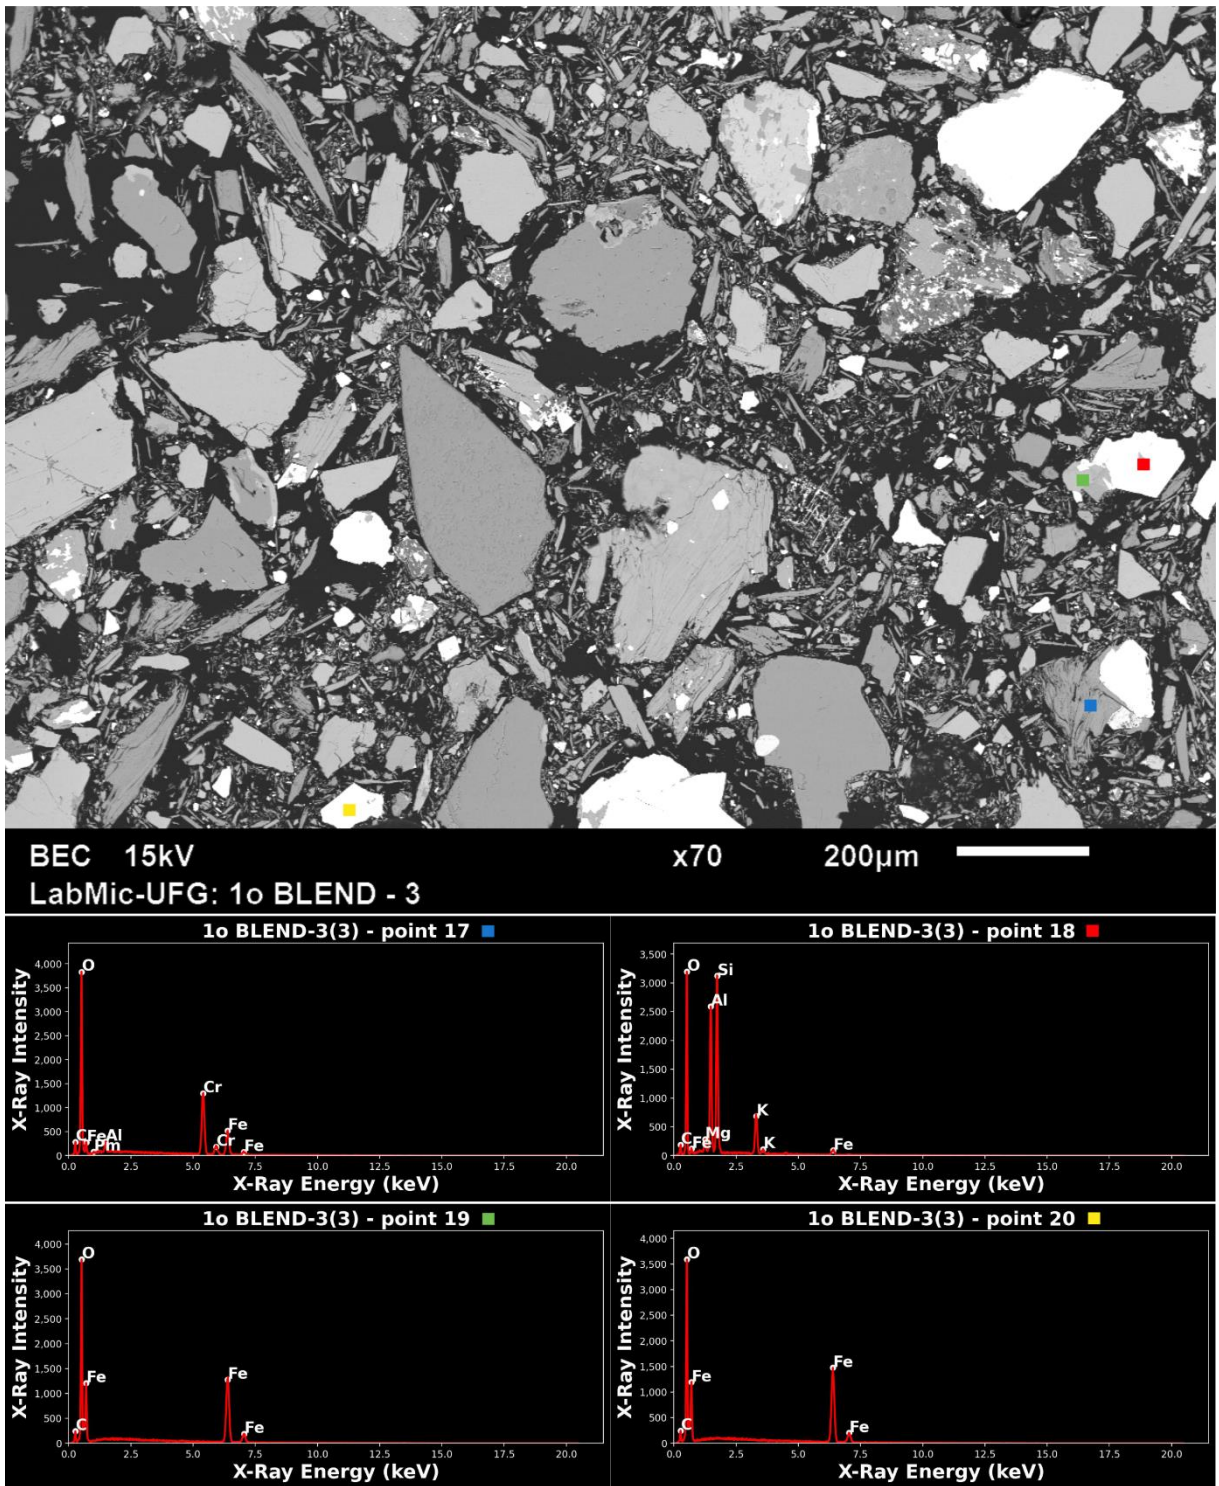 BEC 15kV x70 200µm
LabMic-UFG: 1o BLEND - 3
1o BLEND-3(3) - point 17
X-Ray Intensity
4,000
3,500
3,000
2,500
2,000
1,500
1,000
500
0
O
C
Fe
Pm
Al
Cr
Cr
Fe
Fe
0.0 2.5 5.0 7.5 10.0 12.5 15.0 17.5 20.0
X-Ray Energy (keV)
1o BLEND-3(3) - point 18
X-Ray Intensity
3,500
3,000
2,500
2,000
1,500
1,000
500
0
O
Si
Al
K
C
Fe
Mg
K
Fe
0.0 2.5 5.0 7.5 10.0 12.5 15.0 17.5 20.0
X-Ray Energy (keV)
1o BLEND-3(3) - point 19
X-Ray Intensity
4,000
3,500
3,000
2,500
2,000
1,500
1,000
500
0
O
Fe
C
Fe
Fe
0.0 2.5 5.0 7.5 10.0 12.5 15.0 17.5 20.0
X-Ray Energy (keV)
1o BLEND-3(3) - point 20
X-Ray Intensity
4,000
3,500
3,000
2,500
2,000
1,500
1,000
500
0
O
Fe
C
Fe
Fe
0.0 2.5 5.0 7.5 10.0 12.5 15.0 17.5 20.0
X-Ray Energy (keV)